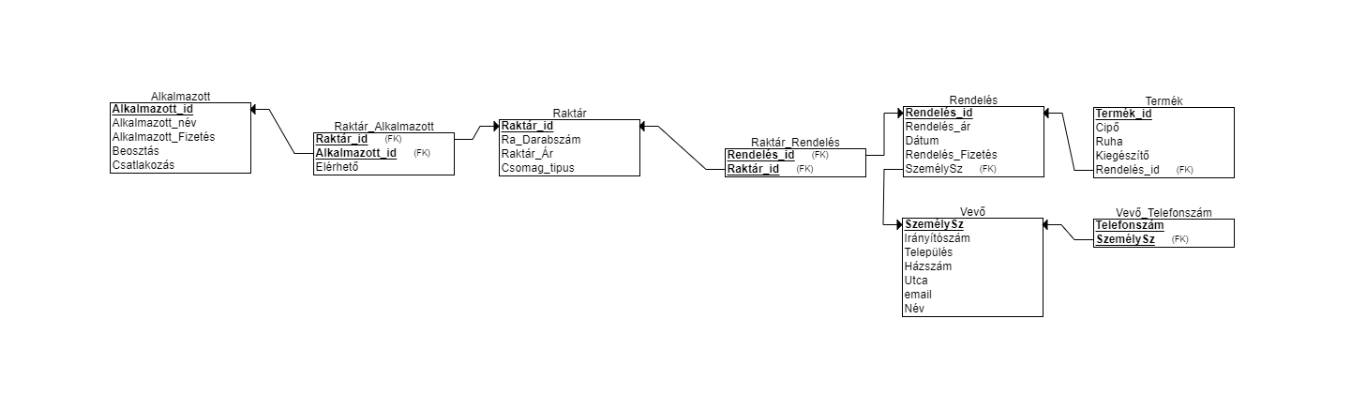 Alkalmazott
Alkalmazott_id
Alkalmazott_név
Alkalmazott_Fizetés
Beosztás
Csatlakozás
Raktár_Alkalmazott
Raktár_id (FK)
Alkalmazott_id (FK)
Elérhető
Raktár
Raktár_id
Ra_Darabszám
Raktár_Ár
Csomag_tipus
Raktár_Rendelés
Rendelés_id (FK)
Raktár_id (FK)
Rendelés
Rendelés_id
Rendelés_ár
Dátum
Rendelés_Fizetés
SzemélySz (FK)
Termék
Termék_id
Cipő
Ruha
Kiegészítő
Rendelés_id (FK)
Vevő
SzemélySz
Irányítószám
Település
Házszám
Utca
email
Név
Vevő_Telefonszám
Telefonszám
SzemélySz (FK)